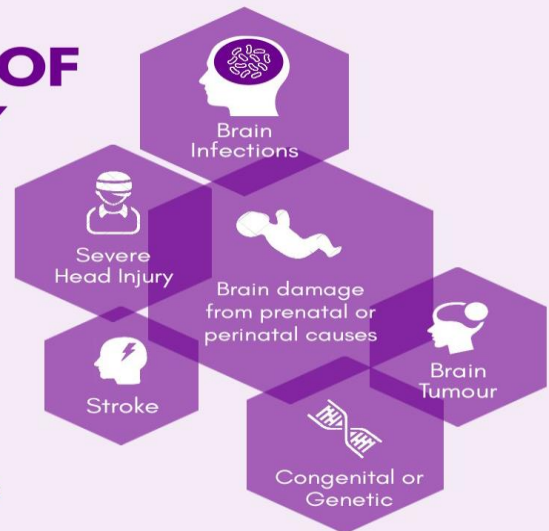 OF
Brain
Infections
Severe
Head Injury
Brain damage
from prenatal or
perinatal causes
Brain
Tumour
Stroke
Congenital or
Genetic